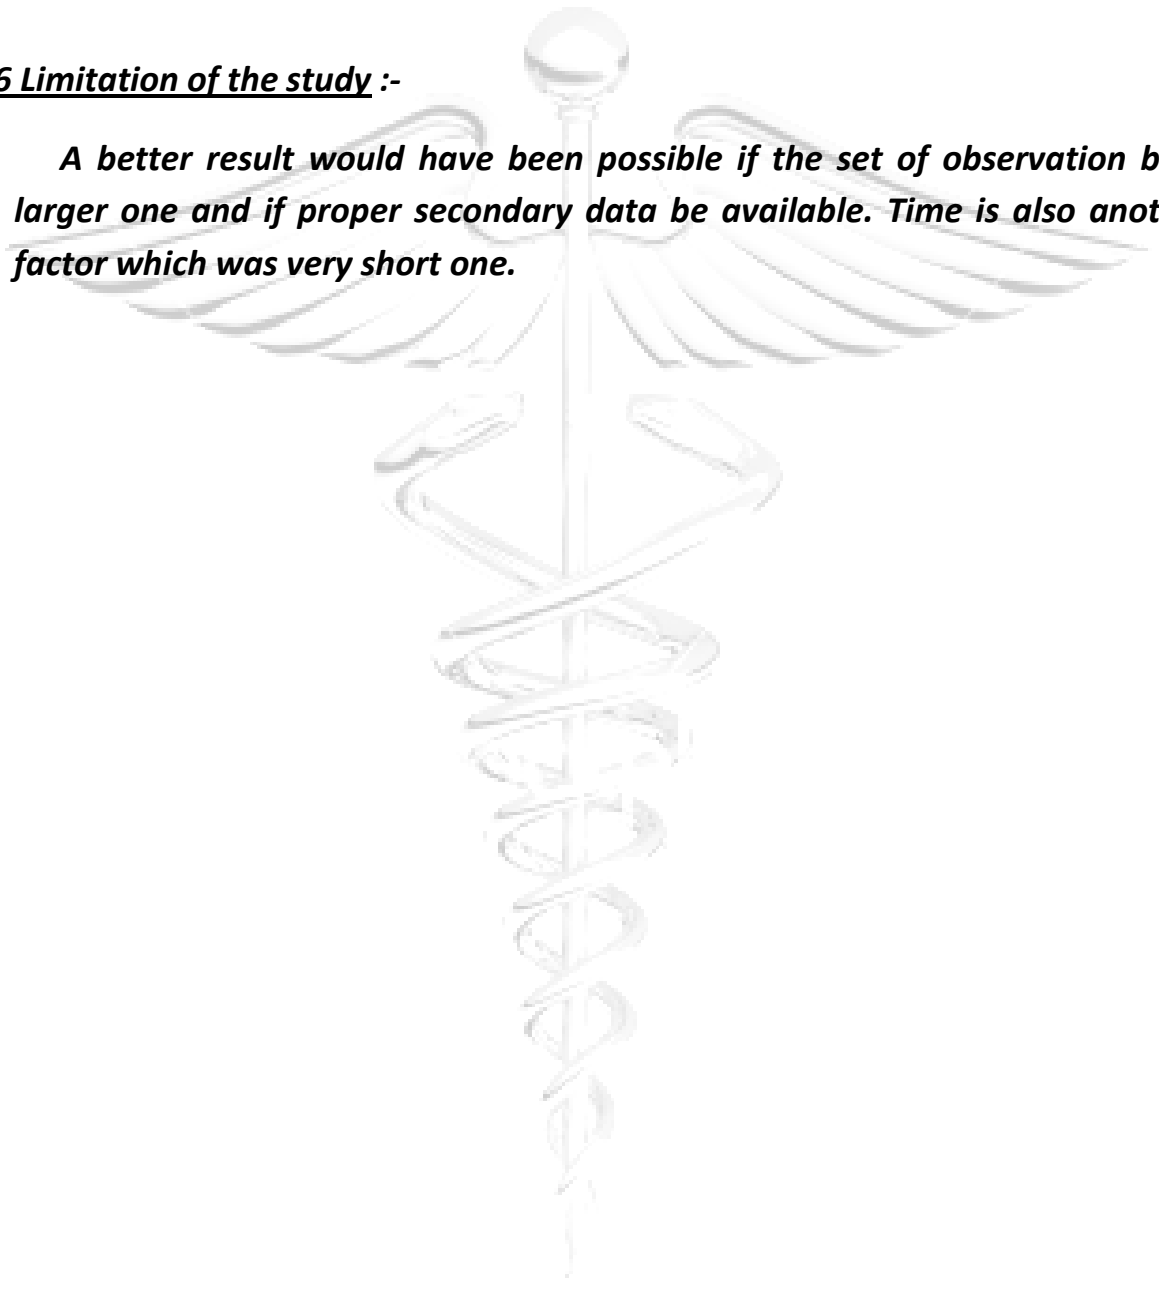 6 Limitation of the study :-
A better result would have been possible if the set of observation b
larger one and if proper secondary data be available. Time is also anot
factor which was very short one.